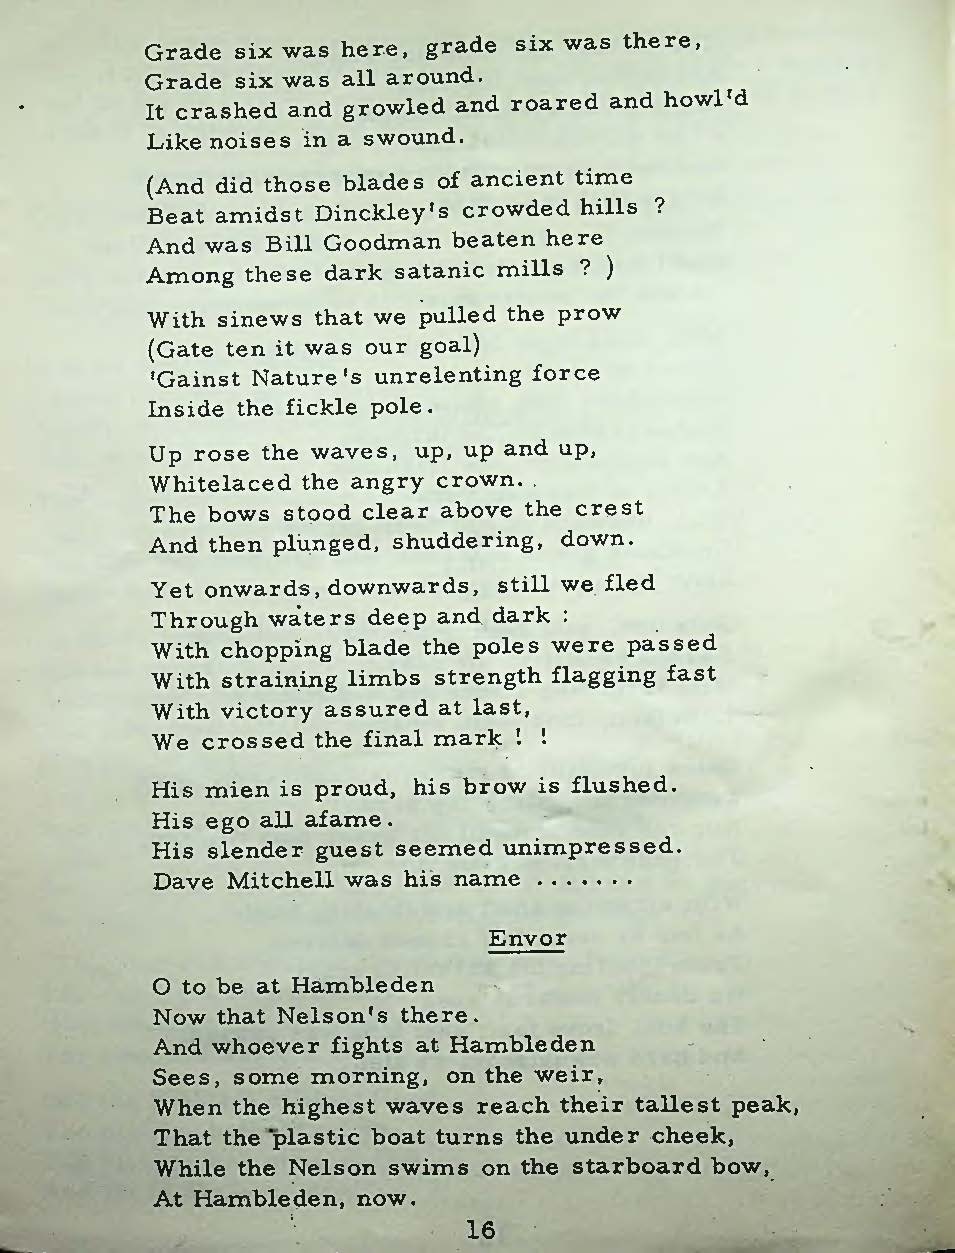 Grade six was here, grade six was there,
Grade six was all around.
It crashed and growled and roared and howl'd
Like noises in a swound.
(And did those blades of ancient time
Beat amidst Dinckley's crowded hills ?
And was Bill Goodman beaten here
Among these dark satanic mills ? )
With sinews that we pulled the prow
(Gate ten it was our goal)
'Gainst Nature's unrelenting force
Inside the fickle pole.
Up rose the waves, up, up and up,
Whitelaced the angry crown. .
The bows stood clear above the crest
And then plunged, shuddering, down.
Yet onwards, downwards, still we fled
Through waters deep and dark :
With chopping blade the poles were passed
With straining limbs strength flagging fast
With victory assured at last,
We crossed the final mark ! !
His mien is proud, his brow is flushed.
His ego all afame.
His slender guest seemed unimpressed.
Dave Mitchell was his name .......
Envor
O to be at Hambleden
Now that Nelson's there.
And whoever fights at Hambleden
Sees, some morning, on the weir,
When the highest waves reach their tallest peak,
That the plastic boat turns the under cheek,
While the Nelson swims on the starboard bow,
At Hambleden, now.
16